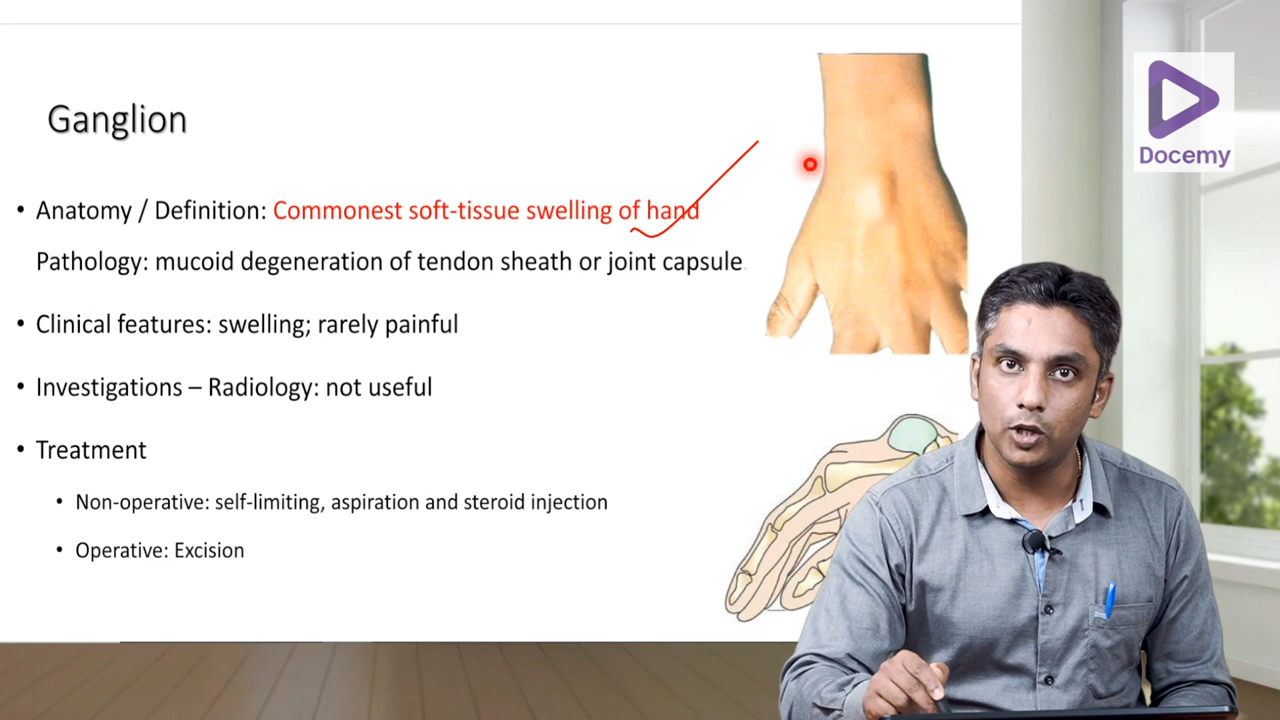 Ganglion
• Anatomy / Definition: Commonest soft-tissue swelling of hand
Pathology: mucoid degeneration of tendon sheath or joint capsule.
• Clinical features: swelling; rarely painful
• Investigations – Radiology: not useful
• Treatment
• Non-operative: self-limiting, aspiration and steroid injection
• Operative: Excision
Docemy